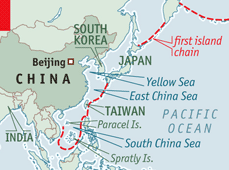 SOUTH
KOREA
Beijing
JAPAN
first island
chain
CHINA
Yellow Sea
East China Sea
TAIWAN
PACIFIC
OCEAN
Paracel Is.
INDIA
South China Sea
Spratly Is.